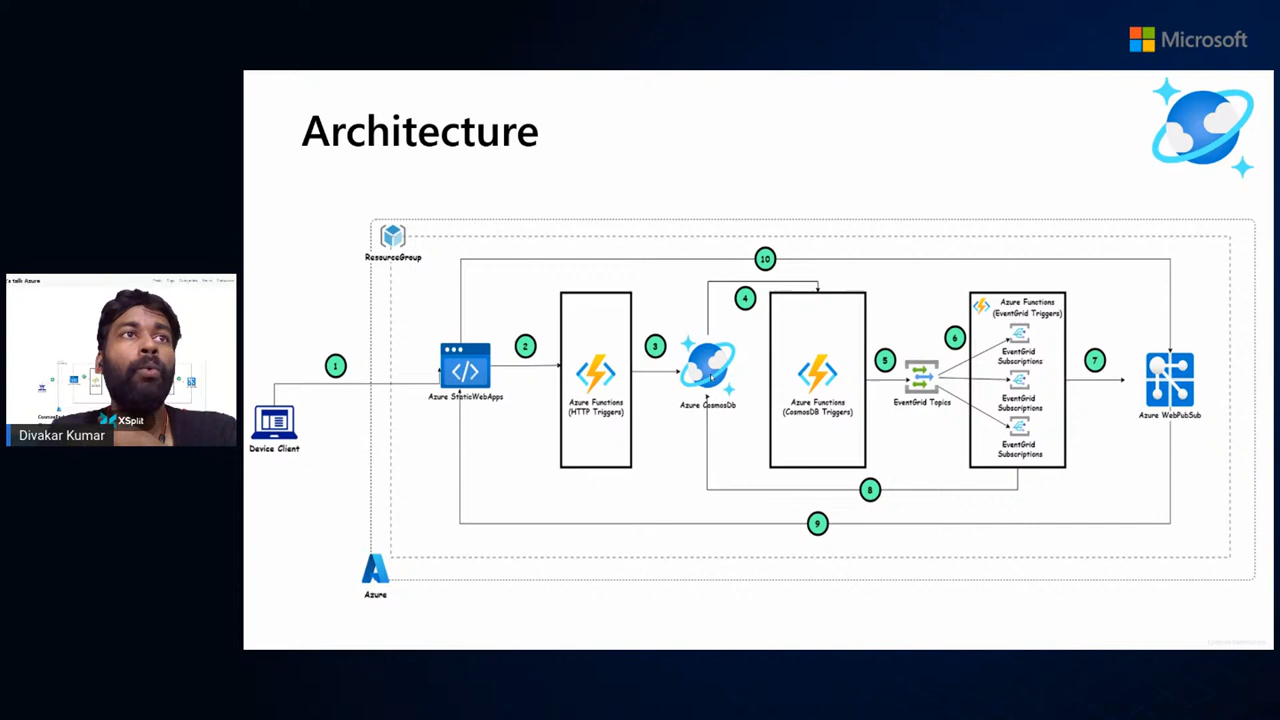 Microsoft
Architecture
ResourceGroup
10
4
1
2
3
5
6
7
8
9
Azure StaticWebApps
Azure Functions
(HTTP Triggers)
Azure CosmosDb
Azure Functions
(CosmosDB Triggers)
EventGrid Topics
Azure Functions
(EventGrid Triggers)
EventGrid
Subscriptions
EventGrid
Subscriptions
EventGrid
Subscriptions
Azure WebPubSub
Device Client
Azure
's talk Azure
XSplit
Divakar Kumar